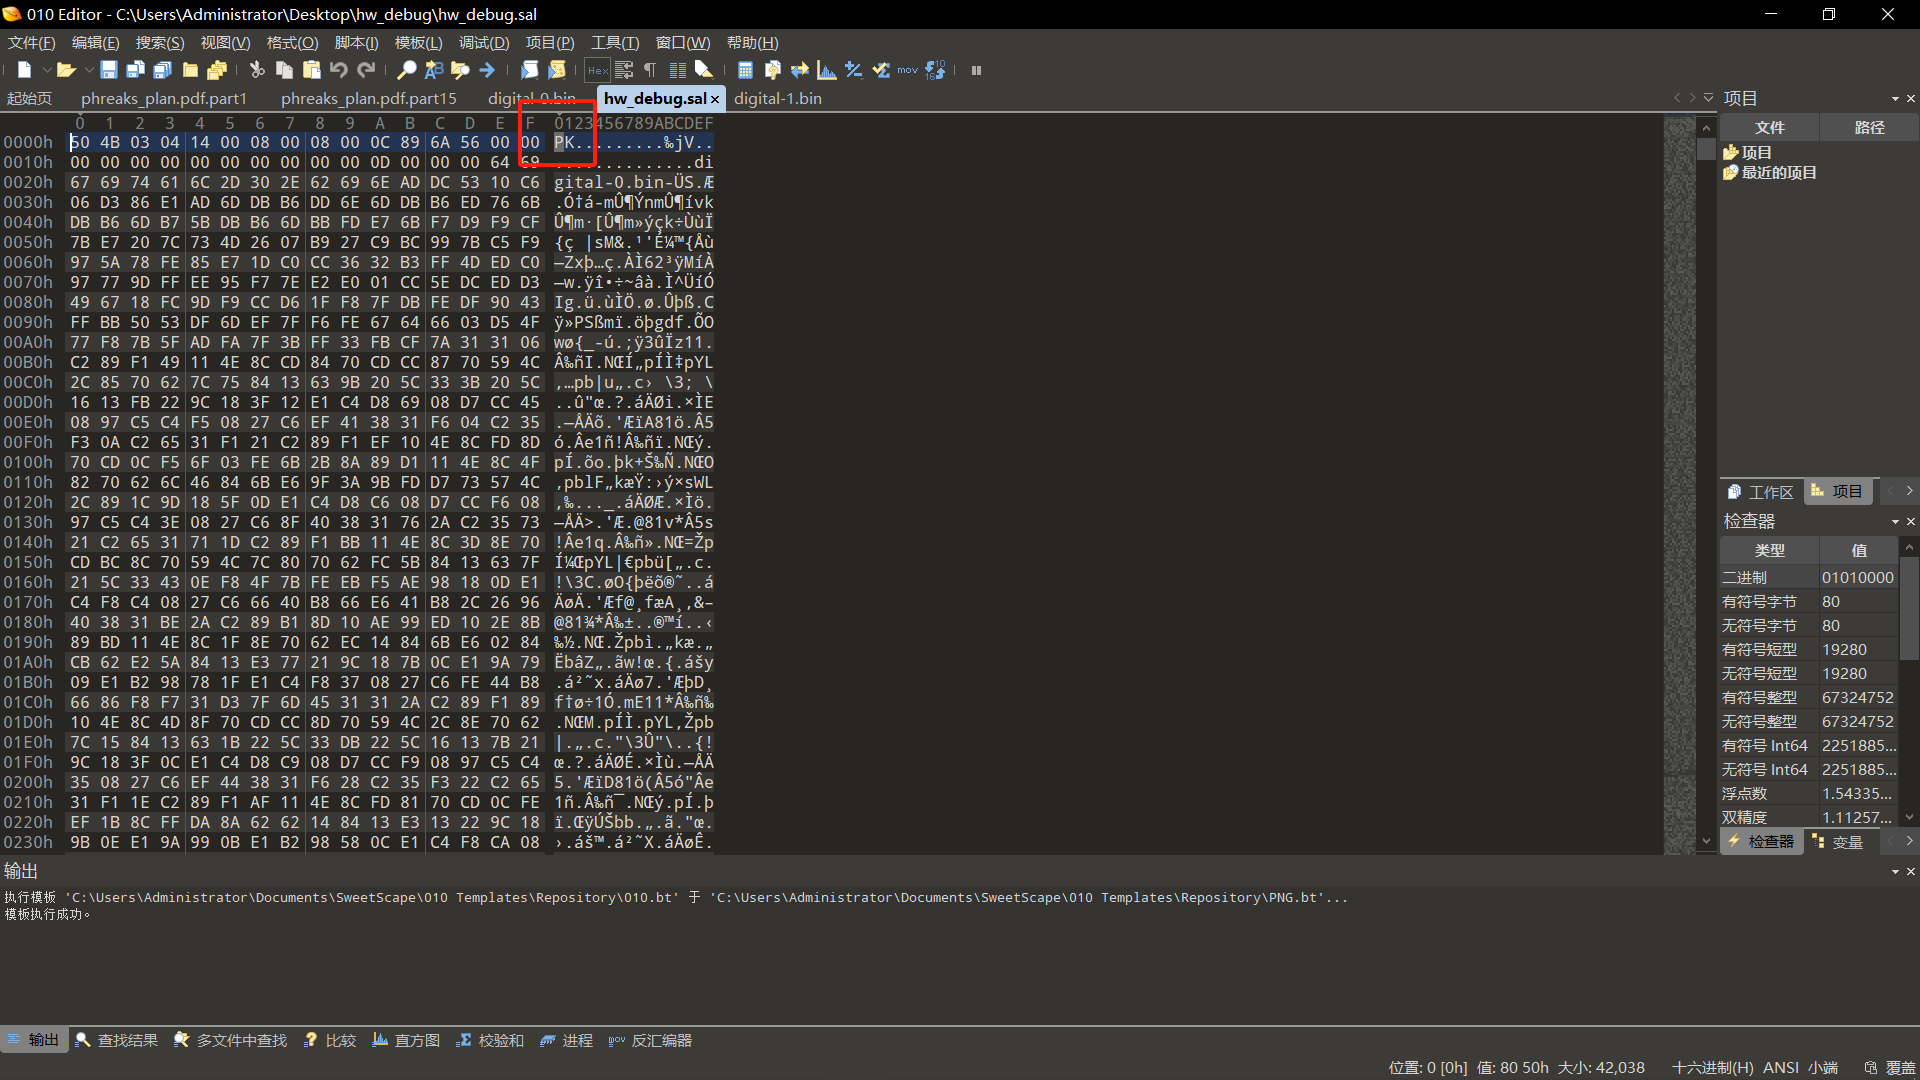 010 Editor - C:\Users\Administrator\Desktop\hw_debug\hw_debug.sal
文件(F) 编辑(E) 搜索(S) 视图(V) 格式(O) 脚本(I) 模板(L) 调试(D) 项目(P) 工具(T) 窗口(W) 帮助(H)
起始页 phreaks_plan.pdf.part1 phreaks_plan.pdf.part15 digital-0.bin hw_debug.sal digital-1.bin 项目
0 1 2 3 4 5 6 7 8 9 A B C D E F 0123456789ABCDEF
文件 路径
项目
最近的项目
0000h 50 4B 03 04 14 00 08 00 08 00 0C 89 6A 56 00 00 PK.........‰jV..
0010h 00 00 00 00 00 00 00 00 00 00 0D 00 00 00 64 69 ..............di
0020h 67 69 74 61 6C 2D 30 2E 62 69 6E AD DC 53 10 C6 gital-0.bin-ÜS.Æ
0030h 06 D3 86 E1 AD 6D DB B6 DD 6E 6D DB B6 ED 76 6B .Ó†á-mÛ¶ÝnmÛ¶ívk
0040h DB B6 6D B7 5B DB B6 6D BB FD E7 6B F7 D9 F9 CF Û¶m·[Û¶m»ýçk÷ÙùÏ
0050h 7B E7 20 7C 73 4D 26 07 B9 27 C9 BC 99 7B C5 F9 {ç |sM&.¹'É¼™{Åù
0060h 97 5A 78 FE 85 E7 1D C0 CC 36 32 B3 FF 4D ED C0 —Zxþ…ç.ÀÌ62³ÿMíÀ
0070h 97 77 9D FF EE 95 F7 7E E2 E0 01 CC 5E DC ED D3 —w.ÿî•÷~âà.Ì^ÜíÓ
0080h 49 67 18 FC 9D F9 CC D6 1F F8 7F DB FE DF 90 43 Ig.ü.ùÌÖ.ø.Ûþß.C
0090h FF BB 50 53 DF 6D EF 7F F6 FE 67 64 66 03 D5 4F ÿ»PSßmï.öþgdf.ÕO
00A0h 77 F8 7B 5F AD FA 7F 3B FF 33 FB CF 7A 31 31 06 wø{_-ú.;ÿ3ûÏz11.
00B0h C2 89 F1 49 11 4E 8C CD 84 70 CD CC 87 70 59 4C Â‰ñI.NŒÍ„pÍÌ‡pYL
00C0h 2C 85 70 62 7C 75 84 13 63 9B 20 5C 33 3B 20 5C ,…pb|u„.c› \3; \
00D0h 16 13 FB 22 9C 18 3F 12 E1 C4 D8 69 08 D7 CC 45 ..û"œ.?.áÄØi.×ÌE
00E0h 08 97 C5 C4 F5 08 27 C6 EF 41 38 31 F6 04 C2 35 .—ÅÄõ.'ÆïA81ö.Â5
00F0h F3 0A C2 65 31 F1 21 C2 89 F1 EF 10 4E 8C FD 8D ó.Âe1ñ!Â‰ñï.NŒý.
0100h 70 CD 0C F5 6F 03 FE 6B 2B 8A 89 D1 11 4E 8C 4F pÍ.õo.þk+Š‰Ñ.NŒO
0110h 82 70 62 6C 46 84 6B E6 9F 3A 9B FD D7 73 57 4C ‚pblF„kæŸ:›ý×sWL
0120h 2C 89 1C 9D 18 5F 0D E1 C4 D8 C6 08 D7 CC F6 08 ,‰..._.áÄØÆ.×Ìö.
0130h 97 C5 C4 3E 08 27 C6 8F 40 38 31 76 2A C2 35 73 —ÅÄ>.'Æ.@81v*Â5s
0140h 21 C2 65 31 71 1D C2 89 F1 BB 11 4E 8C 3D 8E 70 !Âe1q.Â‰ñ».NŒ=Žp
0150h CD BC 8C 70 59 4C 7C 80 70 62 FC 5B 84 13 63 7F Í¼ŒpYL|€pbü[„.c.
0160h 21 5C 33 43 0E F8 4F 7B FE EB F5 AE 98 18 0D E1 !\3C.øO{þëõ®˜..á
0170h C4 F8 C4 08 27 C6 66 40 B8 66 E6 41 B8 2C 26 96 ÄøÄ.'Æf@¸fæA¸,&–
0180h 40 38 31 BE 2A C2 89 B1 8D 10 AE 99 ED 10 2E 8B @81¾*Â‰±..®™í..‹
0190h 89 BD 11 4E 8C 1F 8E 70 62 EC 14 84 6B E6 02 84 ‰½.NŒ.Žpbì.„kæ.„
01A0h CB 62 E2 5A 84 13 E3 77 21 9C 18 7B 0C E1 9A 79 ËbâZ„.ãw!œ.{.ášy
01B0h 09 E1 B2 98 78 1F E1 C4 F8 37 08 27 C6 FE 44 B8 .á²˜x.áÄø7.'ÆþD¸
01C0h 66 86 F8 F7 31 D3 7F 6D 45 31 31 2A C2 89 F1 89 f†ø÷1Ó.mE11*Â‰ñ‰
01D0h 10 4E 8C 4D 8F 70 CD CC 8D 70 59 4C 2C 8E 70 62 .NŒM.pÍÌ.pYL,Žpb
01E0h 7C 15 84 13 63 1B 22 5C 33 DB 22 5C 16 13 7B 21 |.„.c."\3Û"\..{!
01F0h 9C 18 3F 0C E1 C4 D8 C9 08 D7 CC F9 08 97 C5 C4 œ.?.áÄØÉ.×Ìù.—ÅÄ
0200h 35 08 27 C6 EF 44 38 31 F6 28 C2 35 F3 22 C2 65 5.'ÆïD81ö(Â5ó"Âe
0210h 31 F1 1E C2 89 F1 AF 11 4E 8C FD 81 70 CD 0C FE 1ñ.Â‰ñ¯.NŒý.pÍ.þ
0220h EF 1B 8C FF DA 8A 62 62 14 84 13 E3 13 22 9C 18 ï.ŒÿÚŠbb.„.ã."œ.
0230h 9B 0E E1 9A 99 0B E1 B2 98 58 0C E1 C4 F8 CA 08 ›.áš™.á²˜X.áÄøÊ.
工作区 项目
检查器
类型 值
二进制 01010000
有符号字节 80
无符号字节 80
有符号短型 19280
无符号短型 19280
有符号整型 67324752
无符号整型 67324752
有符号 Int64 2251885...
无符号 Int64 2251885...
浮点数 1.54335...
双精度 1.11257...
检查器 变量
输出
执行模板 'C:\Users\Administrator\Documents\SweetScape\010 Templates\Repository\010.bt' 于 'C:\Users\Administrator\Documents\SweetScape\010 Templates\Repository\PNG.bt'...
模板执行成功。
输出 查找结果 多文件中查找 比较 直方图 校验和 进程 反汇编器
位置: 0 [0h] 值: 80 50h 大小: 42,038 十六进制(H) ANSI 小端 覆盖